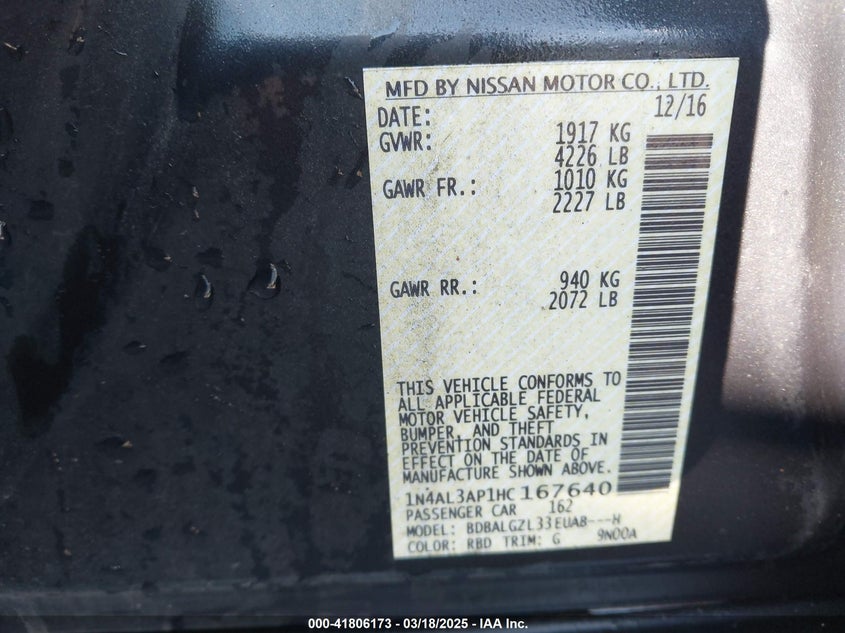 MFD BY NISSAN MOTOR CO., LTD.
DATE: 12/16
GVWR: 1917 KG
4226 LB
GAWR FR.: 1010 KG
2227 LB
GAWR RR.: 940 KG
2072 LB
THIS VEHICLE CONFORMS TO
ALL APPLICABLE FEDERAL
MOTOR VEHICLE SAFETY,
BUMPER, AND THEFT
PREVENTION STANDARDS IN
EFFECT ON THE DATE OF
MANUFACTURE SHOWN ABOVE.
1N4AL3AP1HC167640
PASSENGER CAR 162
MODEL: BDBALGZL33EUAB---H
COLOR: RBD TRIM: G 9N00A
000-41806173 - 03/18/2025 - IAA Inc.